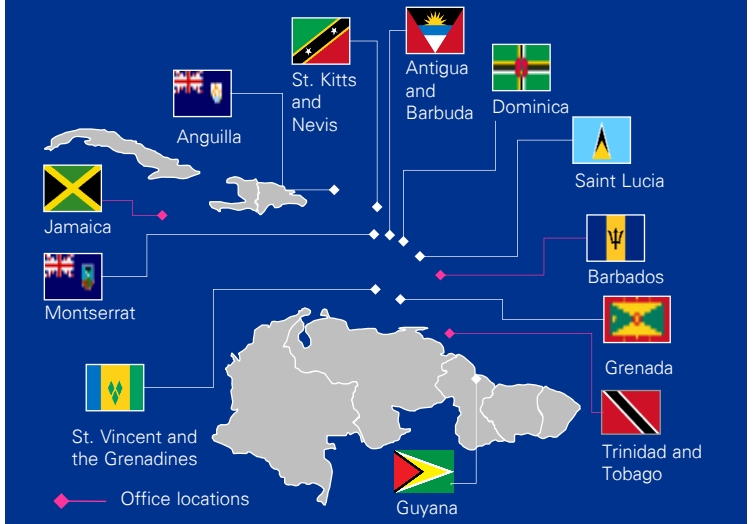 St. Kitts
and
Nevis
Antigua
and
Barbuda
Dominica
Anguilla
Saint Lucia
Jamaica
Barbados
Montserrat
Grenada
St. Vincent and
the Grenadines
Trinidad and
Tobago
Office locations
Guyana